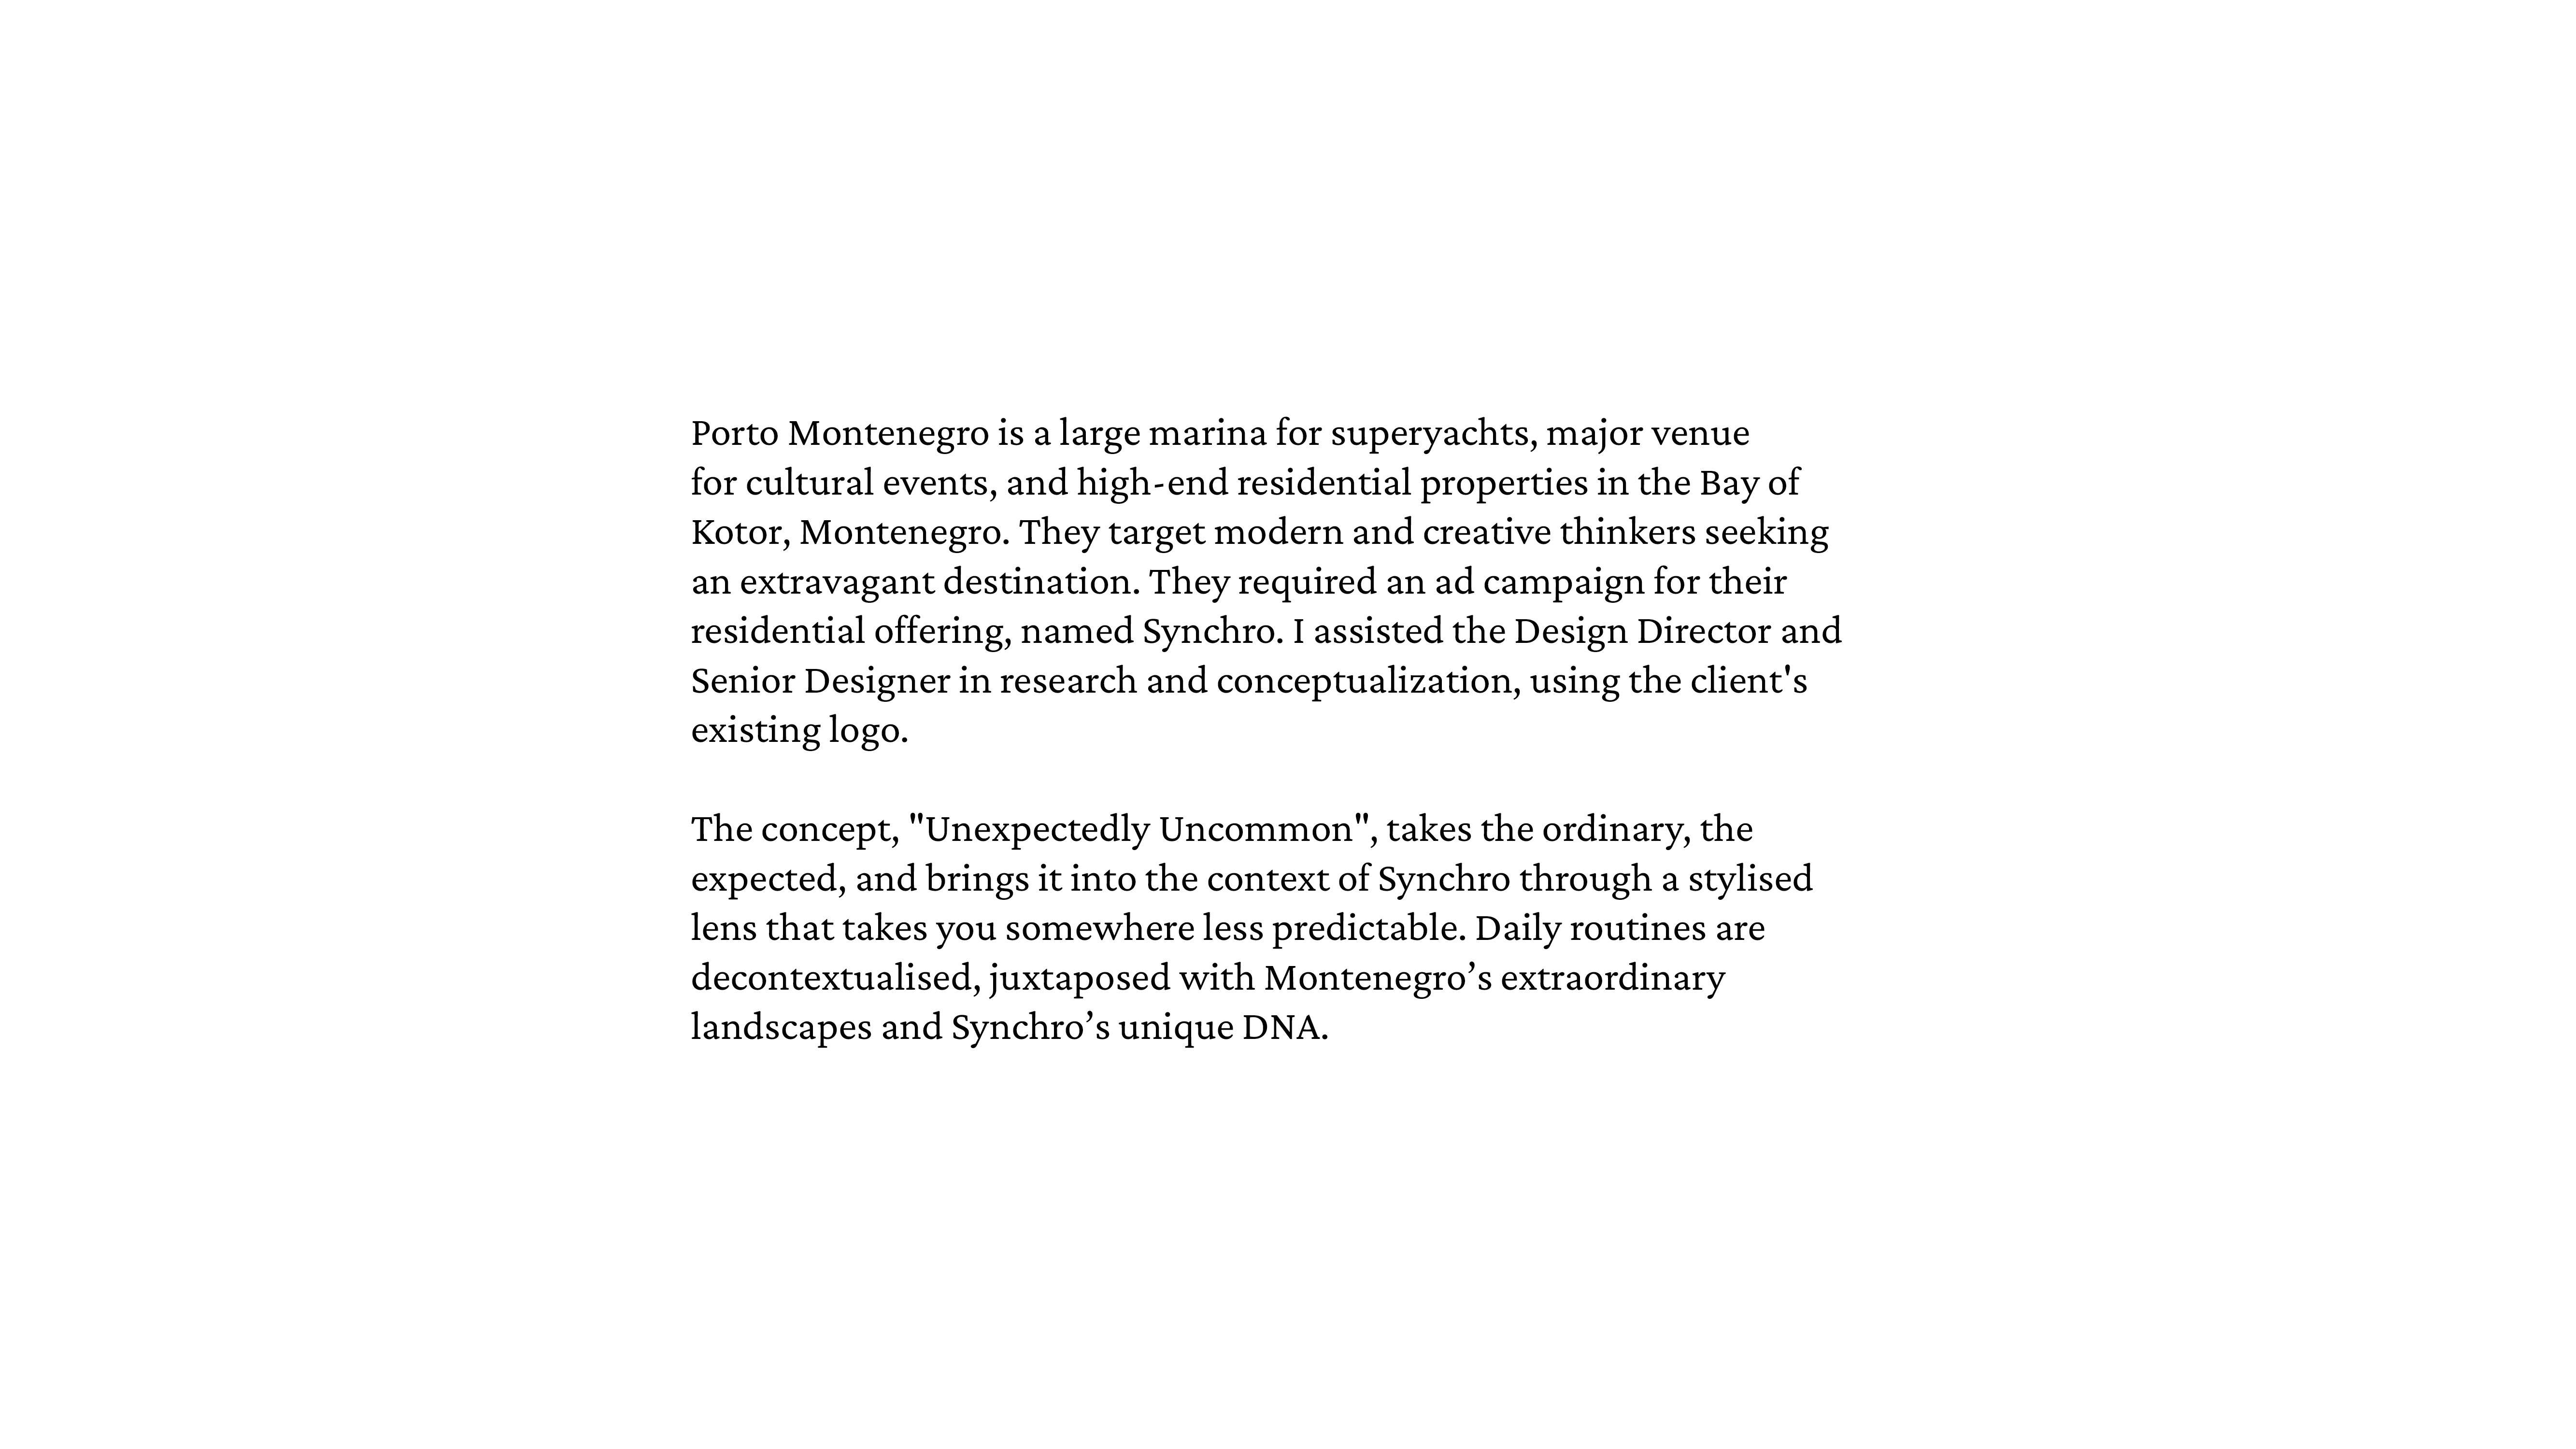 Porto Montenegro is a large marina for superyachts, major venue
for cultural events, and high-end residential properties in the Bay of
Kotor, Montenegro. They target modern and creative thinkers seeking
an extravagant destination. They required an ad campaign for their
residential offering, named Synchro. I assisted the Design Director and
Senior Designer in research and conceptualization, using the client's
existing logo.
The concept, "Unexpectedly Uncommon", takes the ordinary, the
expected, and brings it into the context of Synchro through a stylised
lens that takes you somewhere less predictable. Daily routines are
decontextualised, juxtaposed with Montenegro’s extraordinary
landscapes and Synchro’s unique DNA.